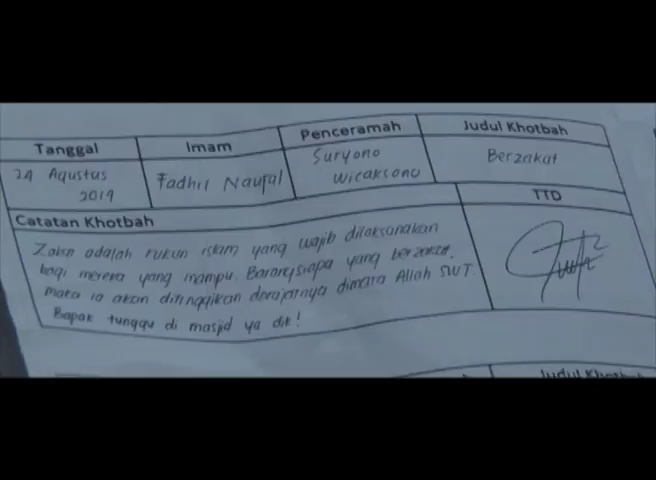 Tanggal Imam Penceramah Judul Khotbah
24 Agustus 2019 Fadhil Naufal Suryono Wicaksono Berzakat
Catatan Khotbah TTD
Zakat adalah rukun islam yang wajib dilaksanakan
bagi mereka yang mampu. Barangsiapa yang berzakat,
maka ia akan ditinggikan derajatnya dimata Allah SWT.
Bapak tunggu di masjid ya dik!
Judul Khotbah